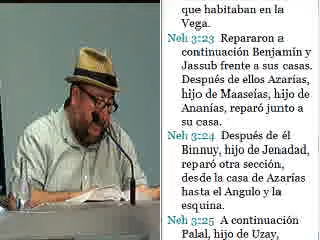 que habitaban en la
Vega.
Neh 3:23 Repararon a
continuación Benjamín y
Jassub frente a sus casas.
Después de ellos Azarías,
hijo de Maaseías, hijo de
Ananías, reparó junto a
su casa.
Neh 3:24 Después de él
Binnuy, hijo de Jenadad,
reparó otra sección,
desde la casa de Azarías
hasta el Angulo y la
esquina.
Neh 3:25 A continuación
Palal, hijo de Uzay,